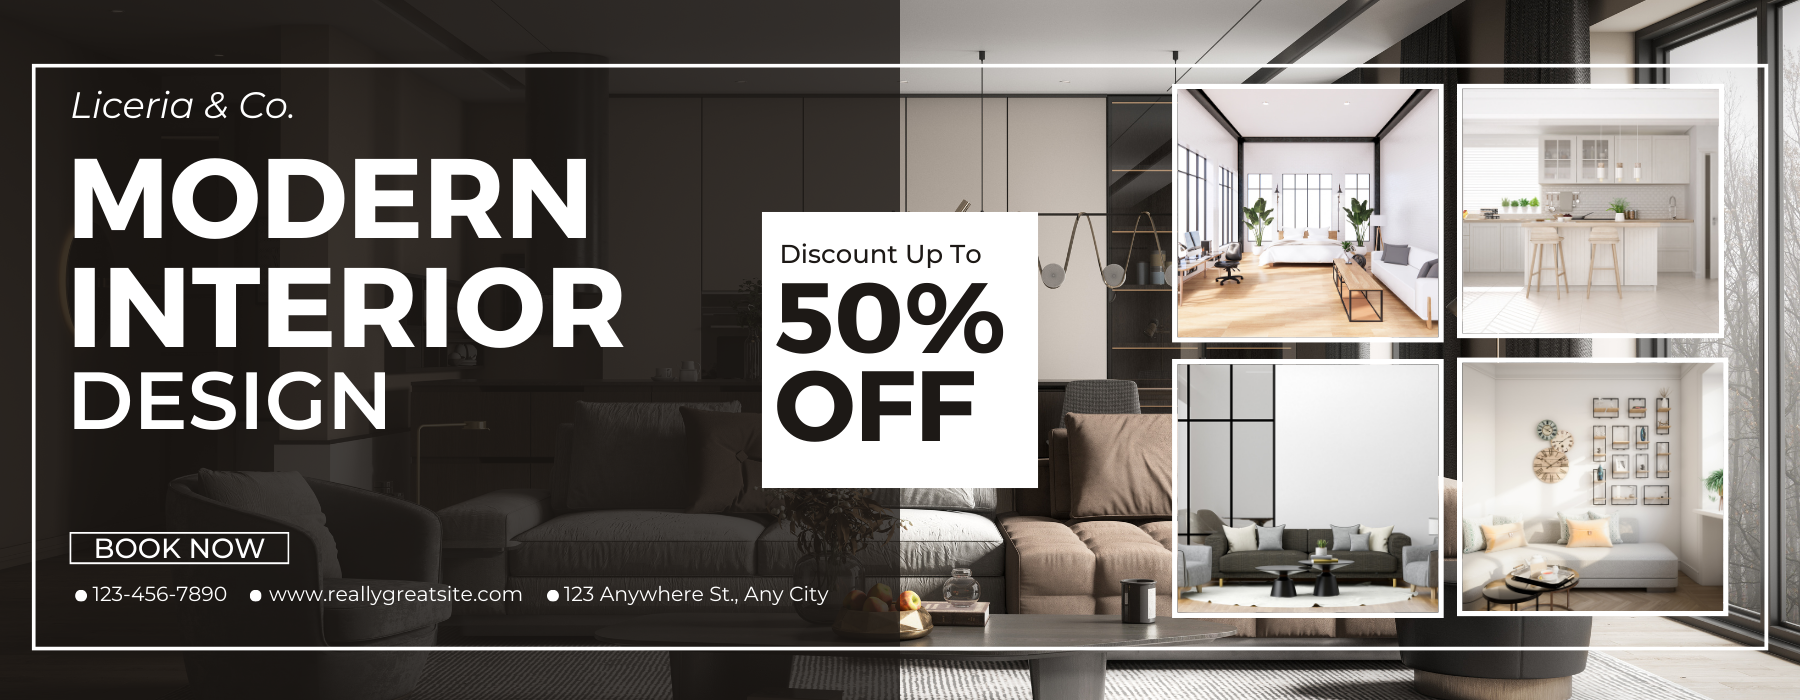 Liceria & Co.
MODERN
INTERIOR
DESIGN
Discount Up To
50%
OFF
BOOK NOW
123-456-7890
www.reallygreatsite.com
123 Anywhere St., Any City